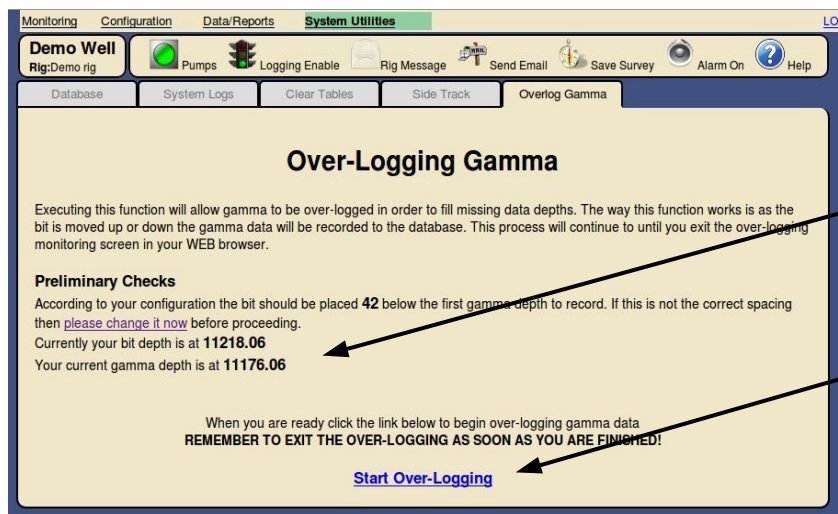 Monitoring Configuration Data/Reports System Utilities LO
Demo Well
Rig:Demo rig
Pumps Logging Enable Rig Message Send Email Save Survey Alarm On Help
Database System Logs Clear Tables Side Track Overlog Gamma
Over-Logging Gamma
Executing this function will allow gamma to be over-logged in order to fill missing data depths. The way this function works is as the
bit is moved up or down the gamma data will be recorded to the database. This process will continue to until you exit the over-logging
monitoring screen in your WEB browser.
Preliminary Checks
According to your configuration the bit should be placed 42 below the first gamma depth to record. If this is not the correct spacing
then please change it now before proceeding.
Currently your bit depth is at 11218.06
Your current gamma depth is at 11176.06
When you are ready click the link below to begin over-logging gamma data
REMEMBER TO EXIT THE OVER-LOGGING AS SOON AS YOU ARE FINISHED!
Start Over-Logging